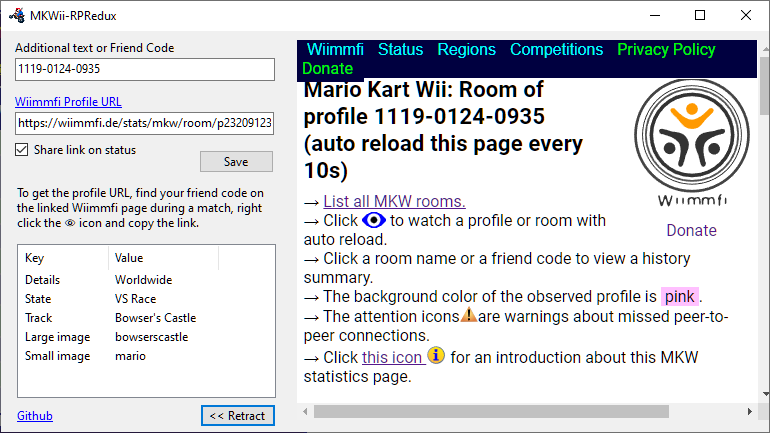 MKWii-RPRedux
Additional text or Friend Code
1119-0124-0935
Wiimmfi Profile URL
https://wiimmfi.de/stats/mkw/room/p23209123
Share link on status
Save
To get the profile URL, find your friend code on
the linked Wiimmfi page during a match, right
click the 👁 icon and copy the link.
Key Value
Details Worldwide
State VS Race
Track Bowser's Castle
Large image bowserscastle
Small image mario
Github
<< Retract
Wiimmfi Status Regions Competitions Privacy Policy
Donate
Mario Kart Wii: Room of
profile 1119-0124-0935
(auto reload this page every
10s)
Wiimmfi
Donate
→ List all MKW rooms.
→ Click to watch a profile or room with
auto reload.
→ Click a room name or a friend code to view a history
summary.
→ The background color of the observed profile is pink .
→ The attention icons are warnings about missed peer-to-
peer connections.
→ Click this icon for an introduction about this MKW
statistics page.